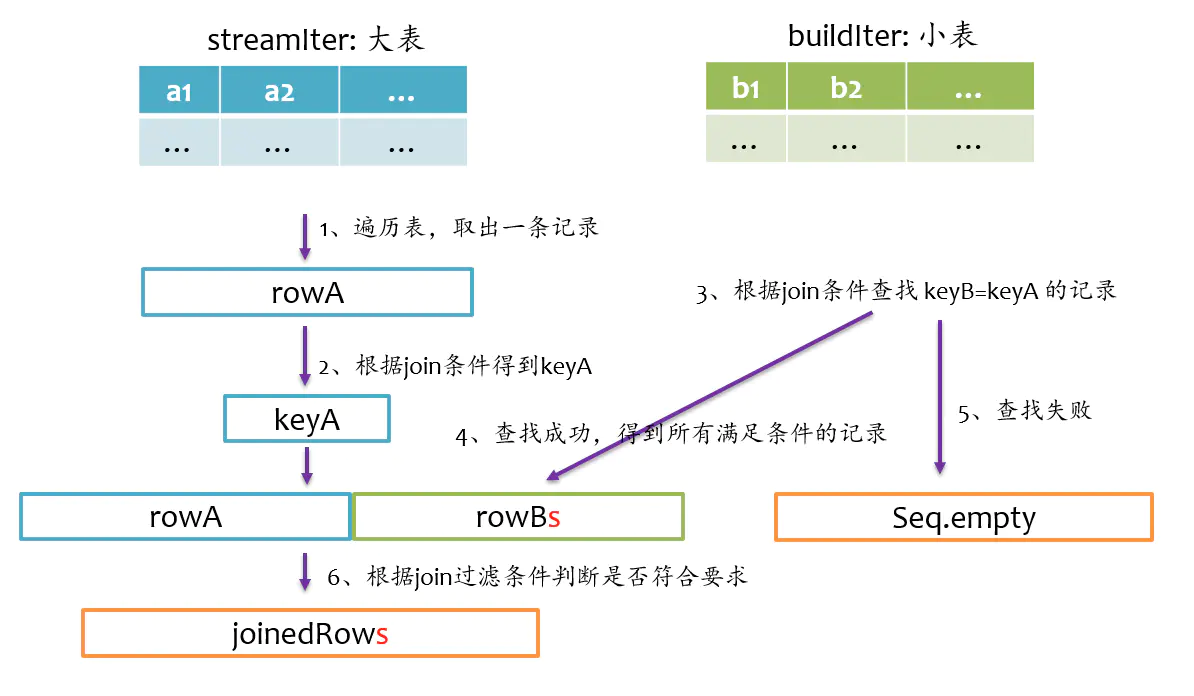 streamIter: 大表
buildIter: 小表
a1 a2 ...
... ... ...
b1 b2 ...
... ... ...
1、遍历表，取出一条记录
rowA
3、根据join条件查找 keyB=keyA 的记录
2、根据join条件得到keyA
keyA
5、查找失败
4、查找成功，得到所有满足条件的记录
rowA
rowBs
Seq.empty
6、根据join过滤条件判断是否符合要求
joinedRows